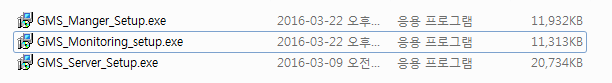 GMS_Manger_Setup.exe 2016-03-22 오후... 응용 프로그램 11,932KB
GMS_Monitoring_setup.exe 2016-03-22 오후... 응용 프로그램 11,313KB
GMS_Server_Setup.exe 2016-03-09 오전... 응용 프로그램 20,734KB